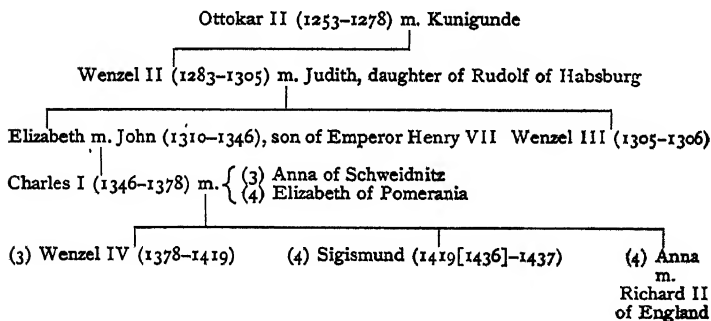 Ottokar II (1253–1278) m. Kunigunde
Wenzel II (1283–1305) m. Judith, daughter of Rudolf of Habsburg
Elizabeth m. John (1310–1346), son of Emperor Henry VII Wenzel III (1305–1306)
Charles I (1346–1378) m. { (3) Anna of Schweidnitz
(4) Elizabeth of Pomerania
(3) Wenzel IV (1378–1419) (4) Sigismund (1419[1436]–1437) (4) Anna
m.
Richard II
of England